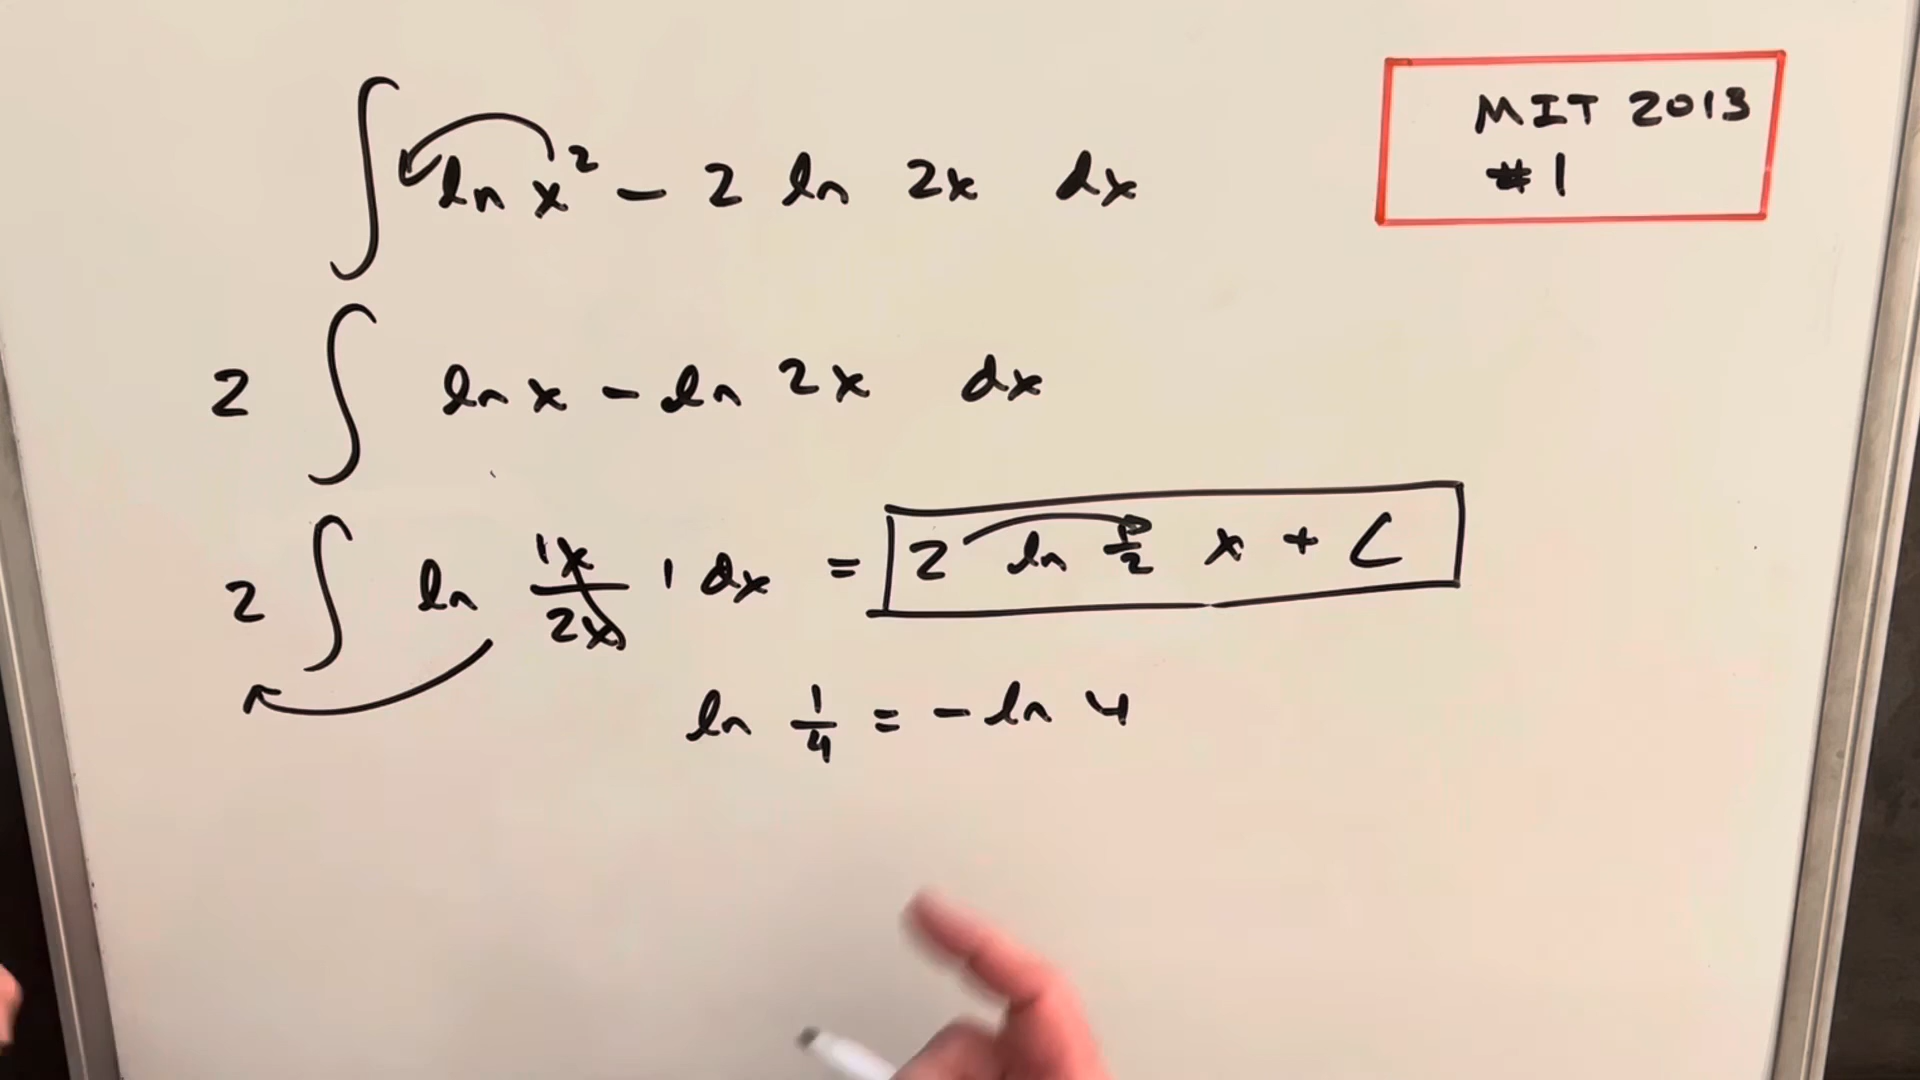 ∫ ln x² - 2 ln 2x dx
MIT 2013
#1
2 ∫ ln x - ln 2x dx
2 ∫ ln 1x/2x 1 dx = 2 ln 1/2 x + C
ln 1/4 = - ln 4